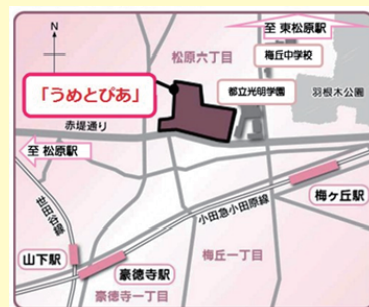 N
至 東松原駅
松原六丁目
梅丘中学校
「うめとぴあ」
都立光明学園
羽根木公園
赤堤通り
至 松原駅
世田谷線
小田急小田原線
梅ヶ丘駅
山下駅
豪徳寺駅
梅丘一丁目
豪徳寺一丁目